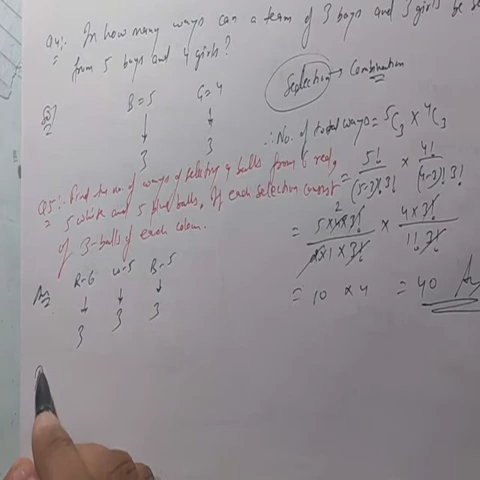 Q4:- In how many ways can a team of 3 boys and 3 girls be se
from 5 boys and 4 girls?
Selection → Combination
B=5 G=4
↓ ↓
3 3
∴ No. of total ways = ⁵C₃ × ⁴C₃
= 5!/(5-3)! 3! × 4!/(4-3)! 3!
= 5×4×3!/2×1×3! × 4×3!/1! 3!
= 10 × 4 = 40 Ans
Q5:- Find the no. of ways of selecting 9 balls from 6 red,
5 white and 5 blue balls, if each selection consist
of 3-balls of each colour.
Ans R-6 W-5 B-5
↓ ↓ ↓
3 3 3